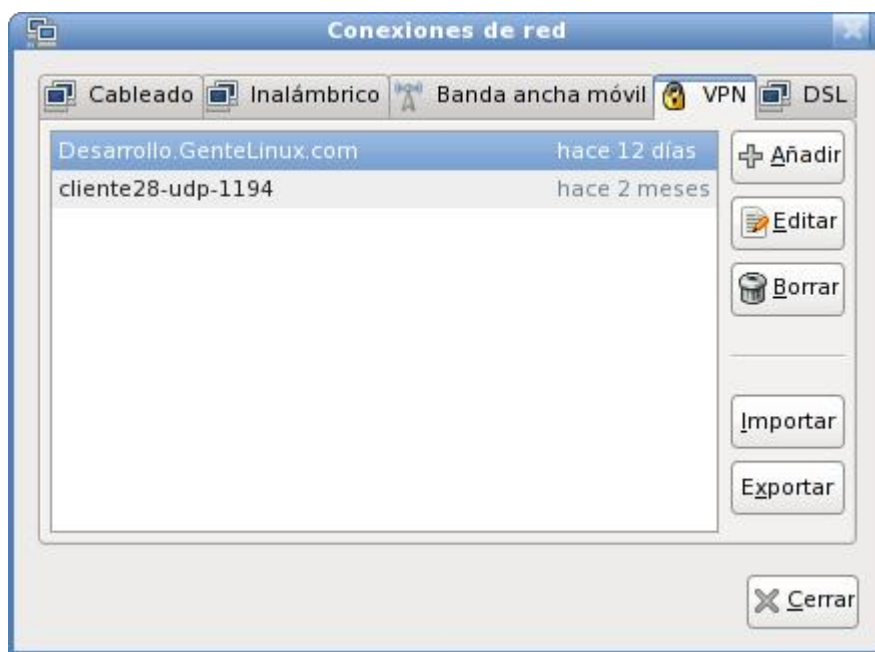 Conexiones de red
Cableado Inalámbrico Banda ancha móvil VPN DSL
Desarrollo.GenteLinux.com hace 12 días
Añadir
cliente28-udp-1194 hace 2 meses
Editar
Borrar
Importar
Exportar
Cerrar